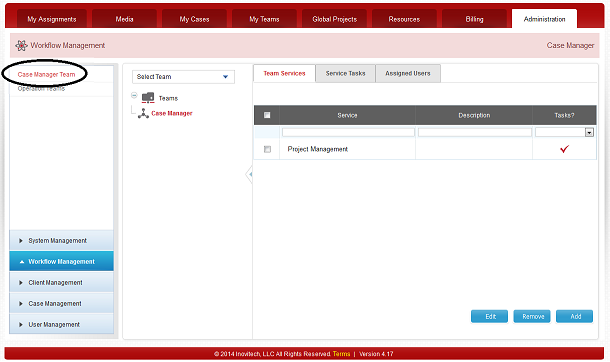 My Assignments
Media
My Cases
My Teams
Global Projects
Resources
Billing
Administration
Workflow Management
Case Manager
Case Manager Team
Operation Teams
Select Team
Teams
Case Manager
Team Services
Service Tasks
Assigned Users
Service
Description
Tasks?
Project Management
System Management
Workflow Management
Client Management
Case Management
User Management
Edit
Remove
Add
© 2014 Inovitech, LLC All Rights Reserved. Terms | Version 4.17